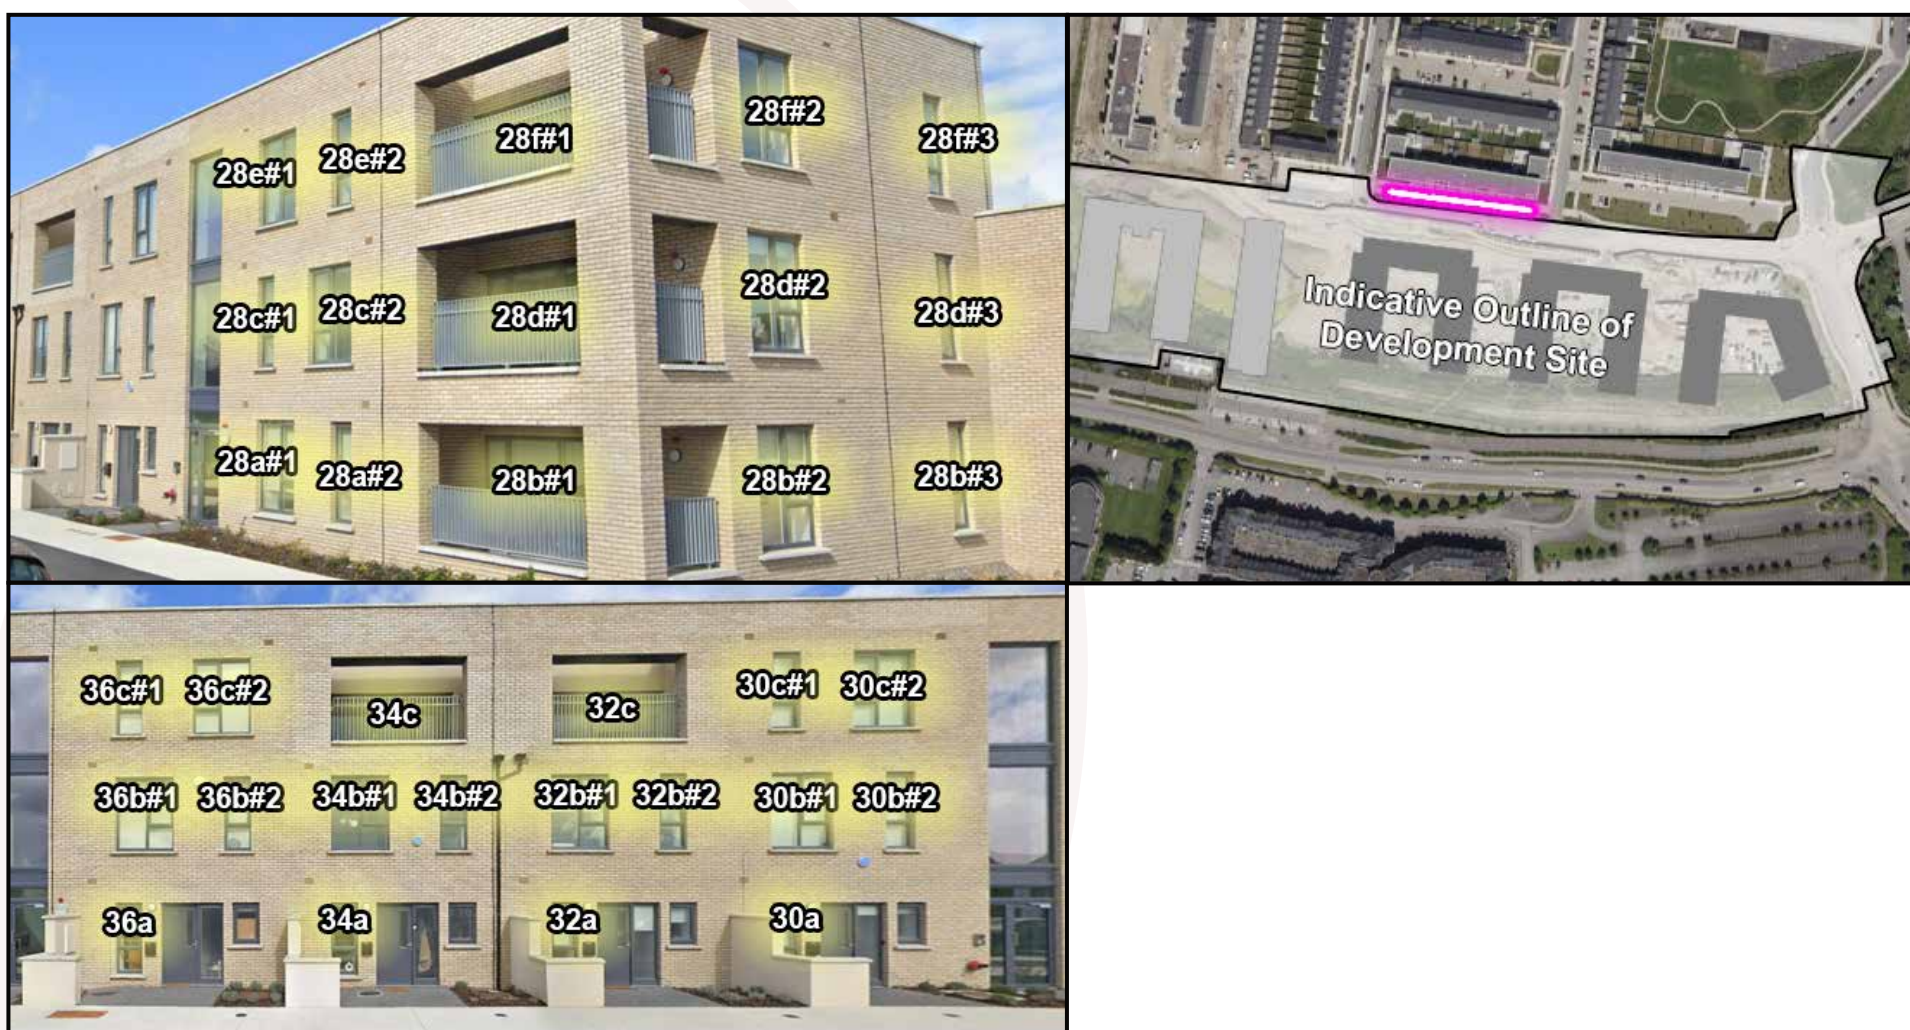 28e#1 28e#2 28f#1 28f#2 28f#3
28c#1 28c#2 28d#1 28d#2 28d#3
28a#1 28a#2 28b#1 28b#2 28b#3
Indicative Outline of
Development Site
36c#1 36c#2 34c 32c 30c#1 30c#2
36b#1 36b#2 34b#1 34b#2 32b#1 32b#2 30b#1 30b#2
36a 34a 32a 30a